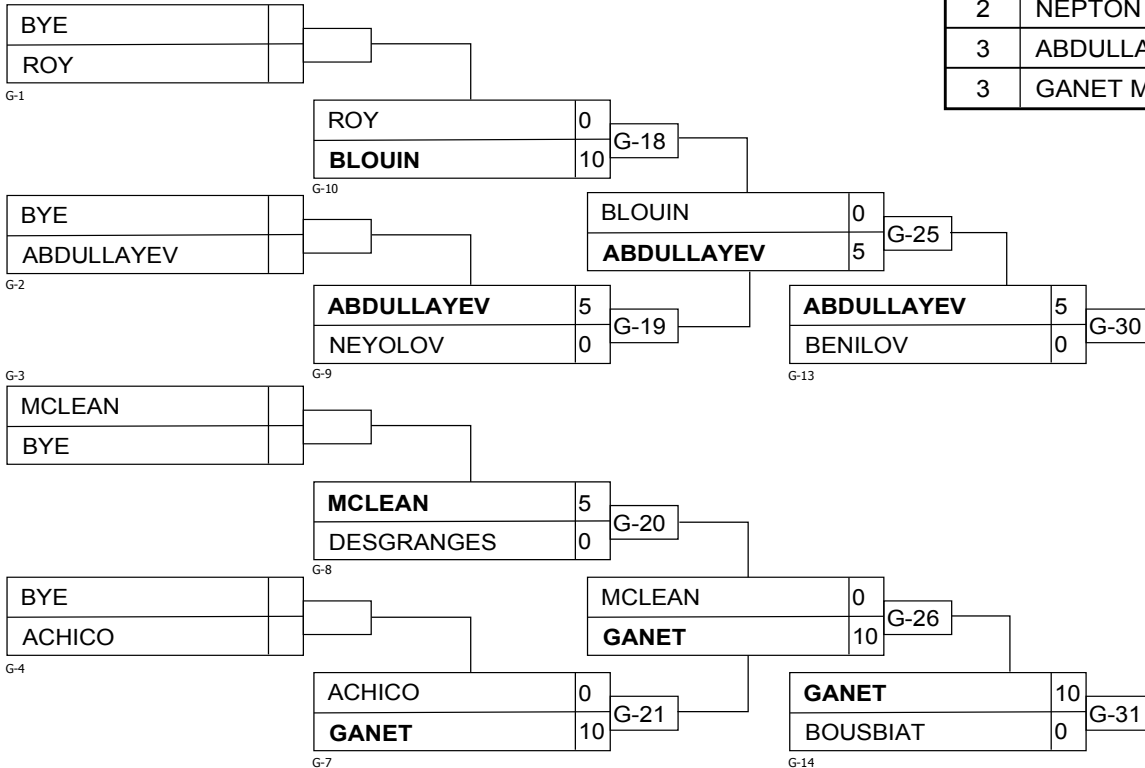 BYE
ROY
G-1
2 NEPTON
3 ABDULLA
3 GANET M
ROY 0
BLOUIN 10
G-18
G-10
BYE
ABDULLAYEV
G-2
BLOUIN 0
ABDULLAYEV 5
G-25
ABDULLAYEV 5
NEYOLOV 0
G-19
G-9
ABDULLAYEV 5
BENILOV 0
G-30
G-13
G-3
MCLEAN
BYE
MCLEAN 5
DESGRANGES 0
G-20
G-8
BYE
ACHICO
G-4
MCLEAN 0
GANET 10
G-26
ACHICO 0
GANET 10
G-21
G-7
GANET 10
BOUSBIAT 0
G-31
G-14